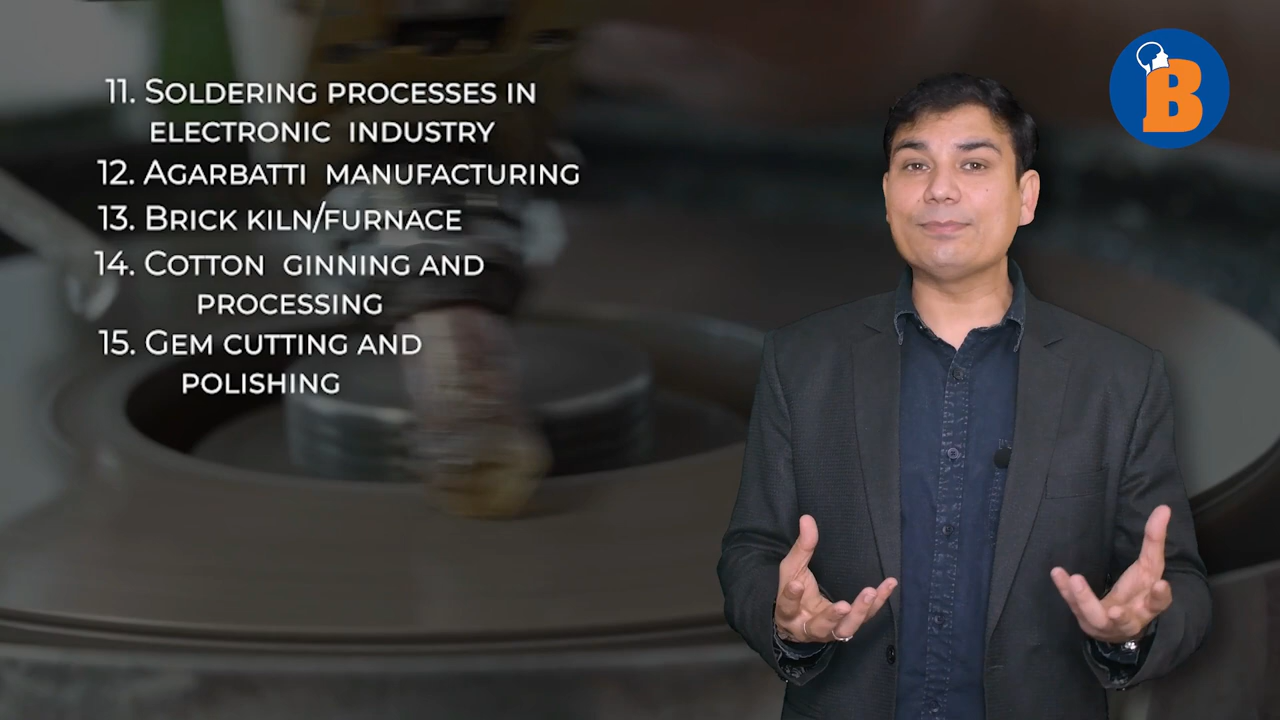 11. Soldering processes in
electronic industry
12. Agarbatti manufacturing
13. Brick kiln/furnace
14. Cotton ginning and
processing
15. Gem cutting and
polishing
B